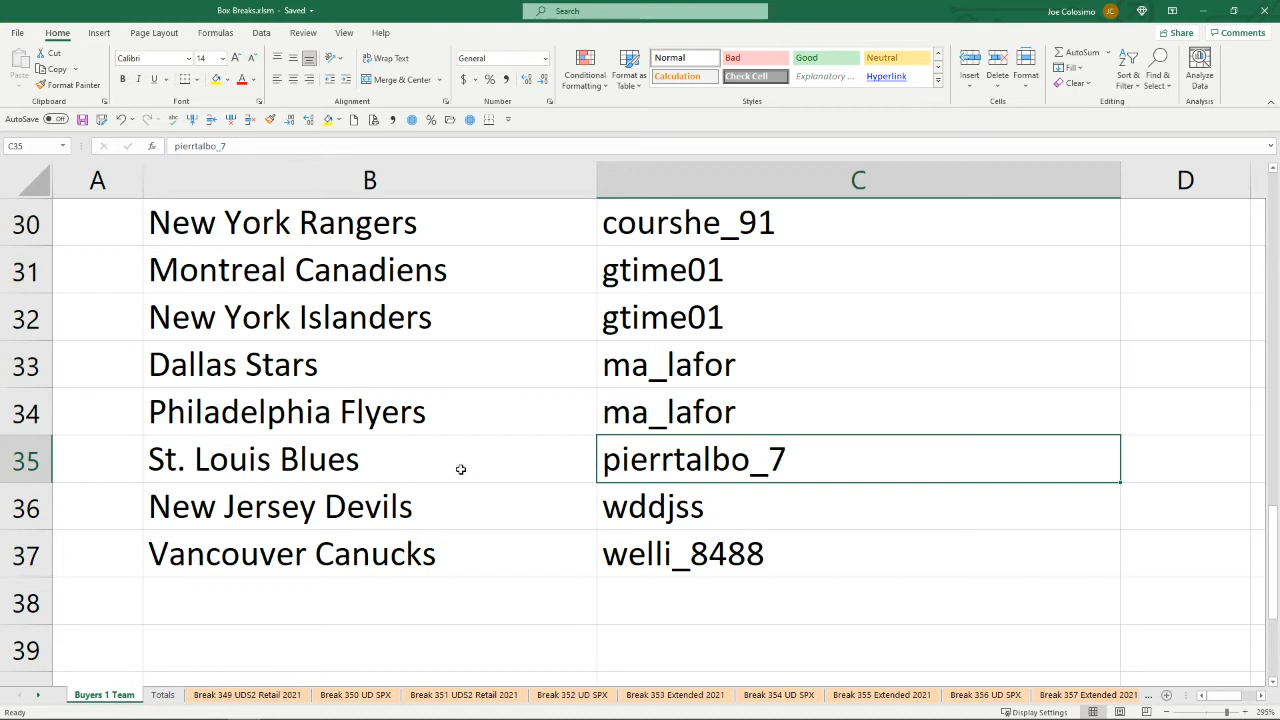 Box Breaks.xlsm - Saved
Search
Joe Colosimo
JC
File Home Insert Page Layout Formulas Data Review View Help
Share Comments
Paste
Cut
Copy
Format Painter
Clipboard
Calibri 14
B I U
Font
Wrap Text
Merge & Center
Alignment
General
Number
Conditional Formatting
Format as Table
Normal Bad Good Neutral
Calculation Check Cell Explanatory ... Hyperlink
Styles
Insert Delete Format
Cells
AutoSum
Fill
Clear
Sort & Filter
Find & Select
Editing
Analyze Data
Analysis
AutoSave Off
C35 fx pierrtalbo_7
A B C D
30 New York Rangers courshe_91
31 Montreal Canadiens gtime01
32 New York Islanders gtime01
33 Dallas Stars ma_lafor
34 Philadelphia Flyers ma_lafor
35 St. Louis Blues pierrtalbo_7
36 New Jersey Devils wddjss
37 Vancouver Canucks welli_8488
38
39
Buyers 1 Team Totals Break 349 UDS2 Retail 2021 Break 350 UD SPX Break 351 UDS2 Retail 2021 Break 352 UD SPX Break 353 Extended 2021 Break 354 UD SPX Break 355 Extended 2021 Break 356 UD SPX Break 357 Extended 2021 ...
Ready Display Settings 295%